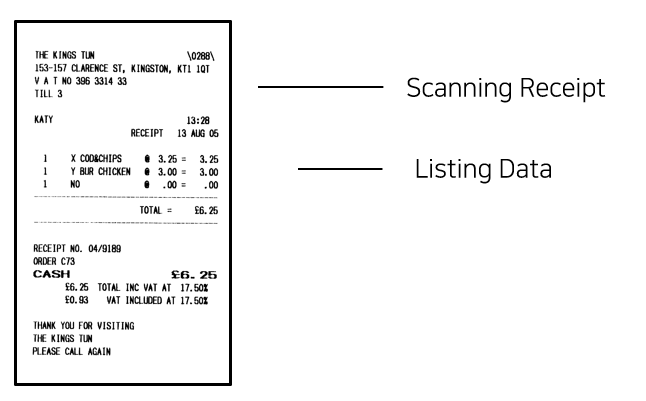 THE KINGS TUN \0288\
153-157 CLARENCE ST, KINGSTON, KT1 1QT
V A T NO 396 3314 33
TILL 3
KATY 13:28
RECEIPT 13 AUG 05
1 X COD&CHIPS @ 3.25 = 3.25
1 Y BUR CHICKEN @ 3.00 = 3.00
1 NO @ .00 = .00
TOTAL = £6.25
RECEIPT NO. 04/9189
ORDER C73
CASH £6.25
£6.25 TOTAL INC VAT AT 17.50%
£0.93 VAT INCLUDED AT 17.50%
THANK YOU FOR VISITING
THE KINGS TUN
PLEASE CALL AGAIN
Scanning Receipt
Listing Data